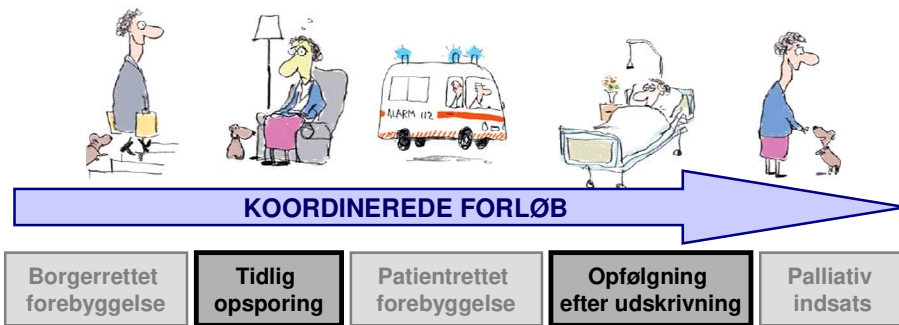 ALARM 112
KOORDINEREDE FORLØB
Borgerrettet
forebyggelse
Tidlig
opsporing
Patientrettet
forebyggelse
Opfølgning
efter udskrivning
Palliativ
indsats